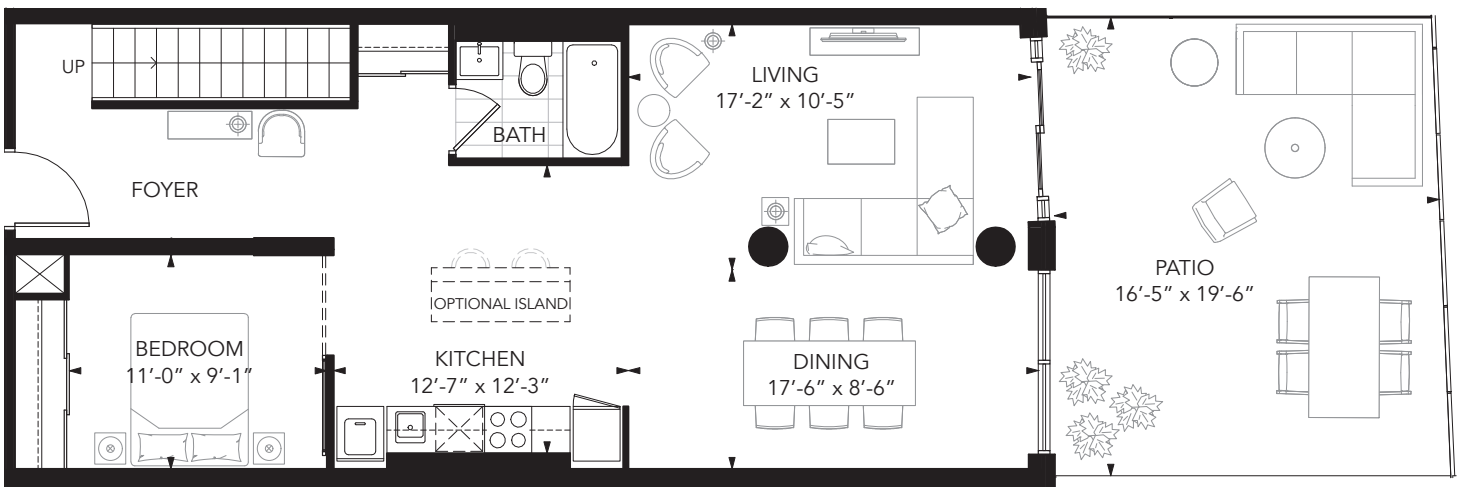 UP
BATH
LIVING
17’-2” x 10’-5”
FOYER
OPTIONAL ISLAND
PATIO
16’-5” x 19’-6”
BEDROOM
11’-0” x 9’-1”
KITCHEN
12’-7” x 12’-3”
DINING
17’-6” x 8’-6”